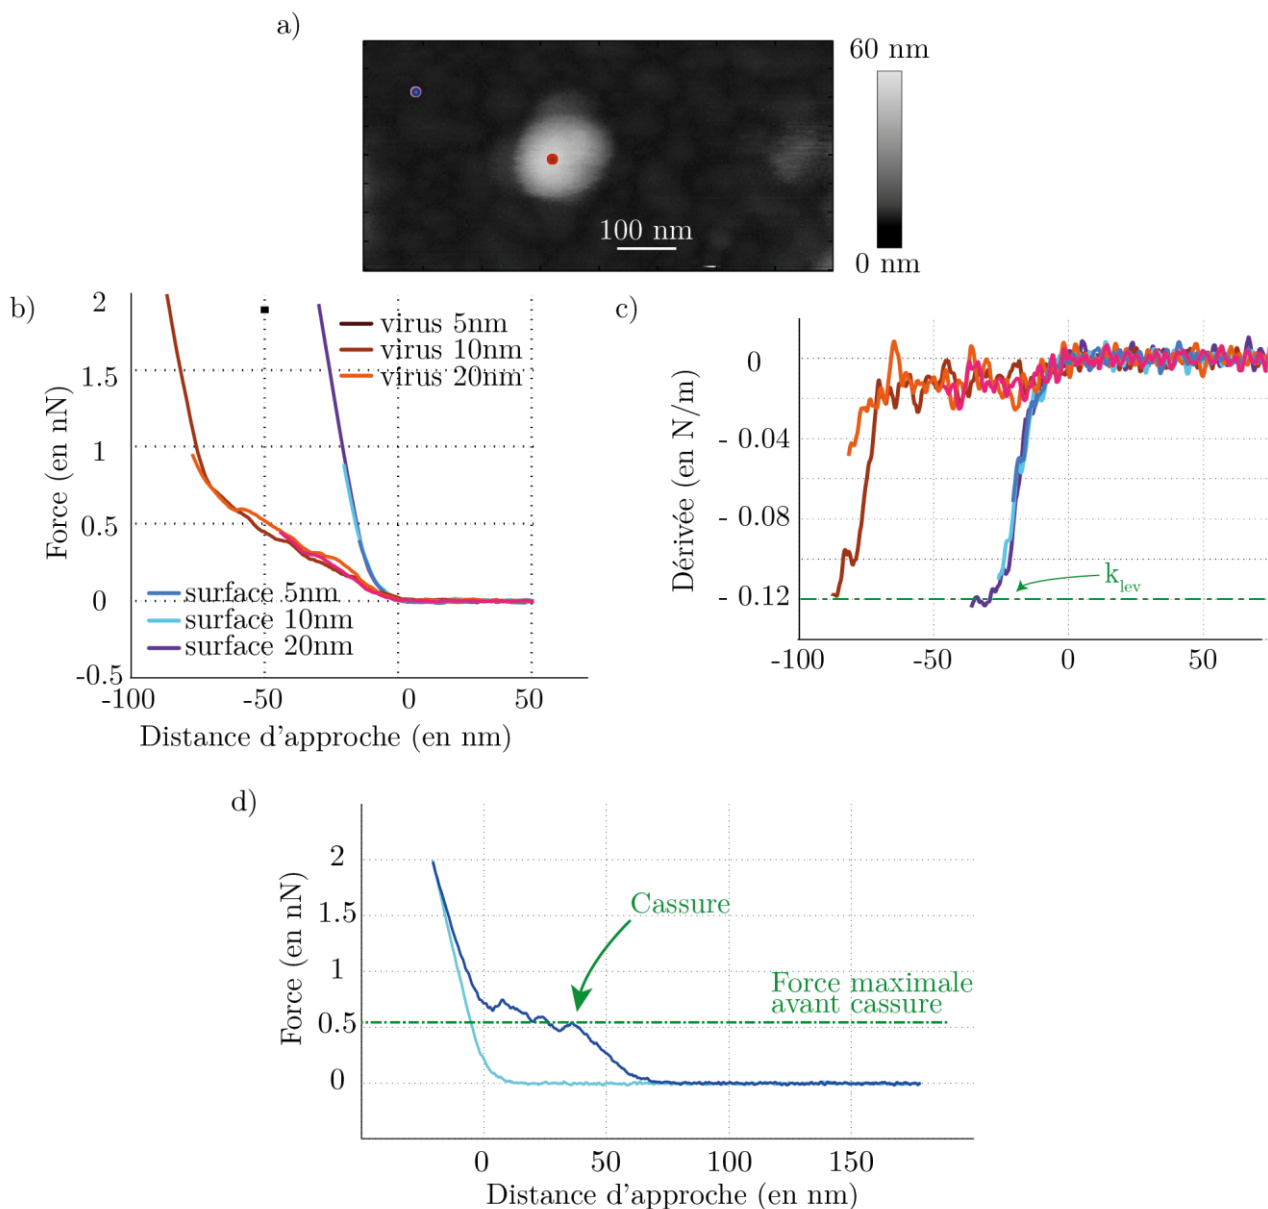 a)
60 nm
100 nm
0 nm
b)
2
1.5
1
0.5
0
-0.5
Force (en nN)
virus 5nm
virus 10nm
virus 20nm
surface 5nm
surface 10nm
surface 20nm
-100
-50
0
50
Distance d'approche (en nm)
c)
0
- 0.04
- 0.08
- 0.12
Dérivée (en N/m)
k_lev
-100
-50
0
50
d)
2
1.5
1
0.5
0
Force (en nN)
Cassure
Force maximale
avant cassure
0
50
100
150
Distance d'approche (en nm)